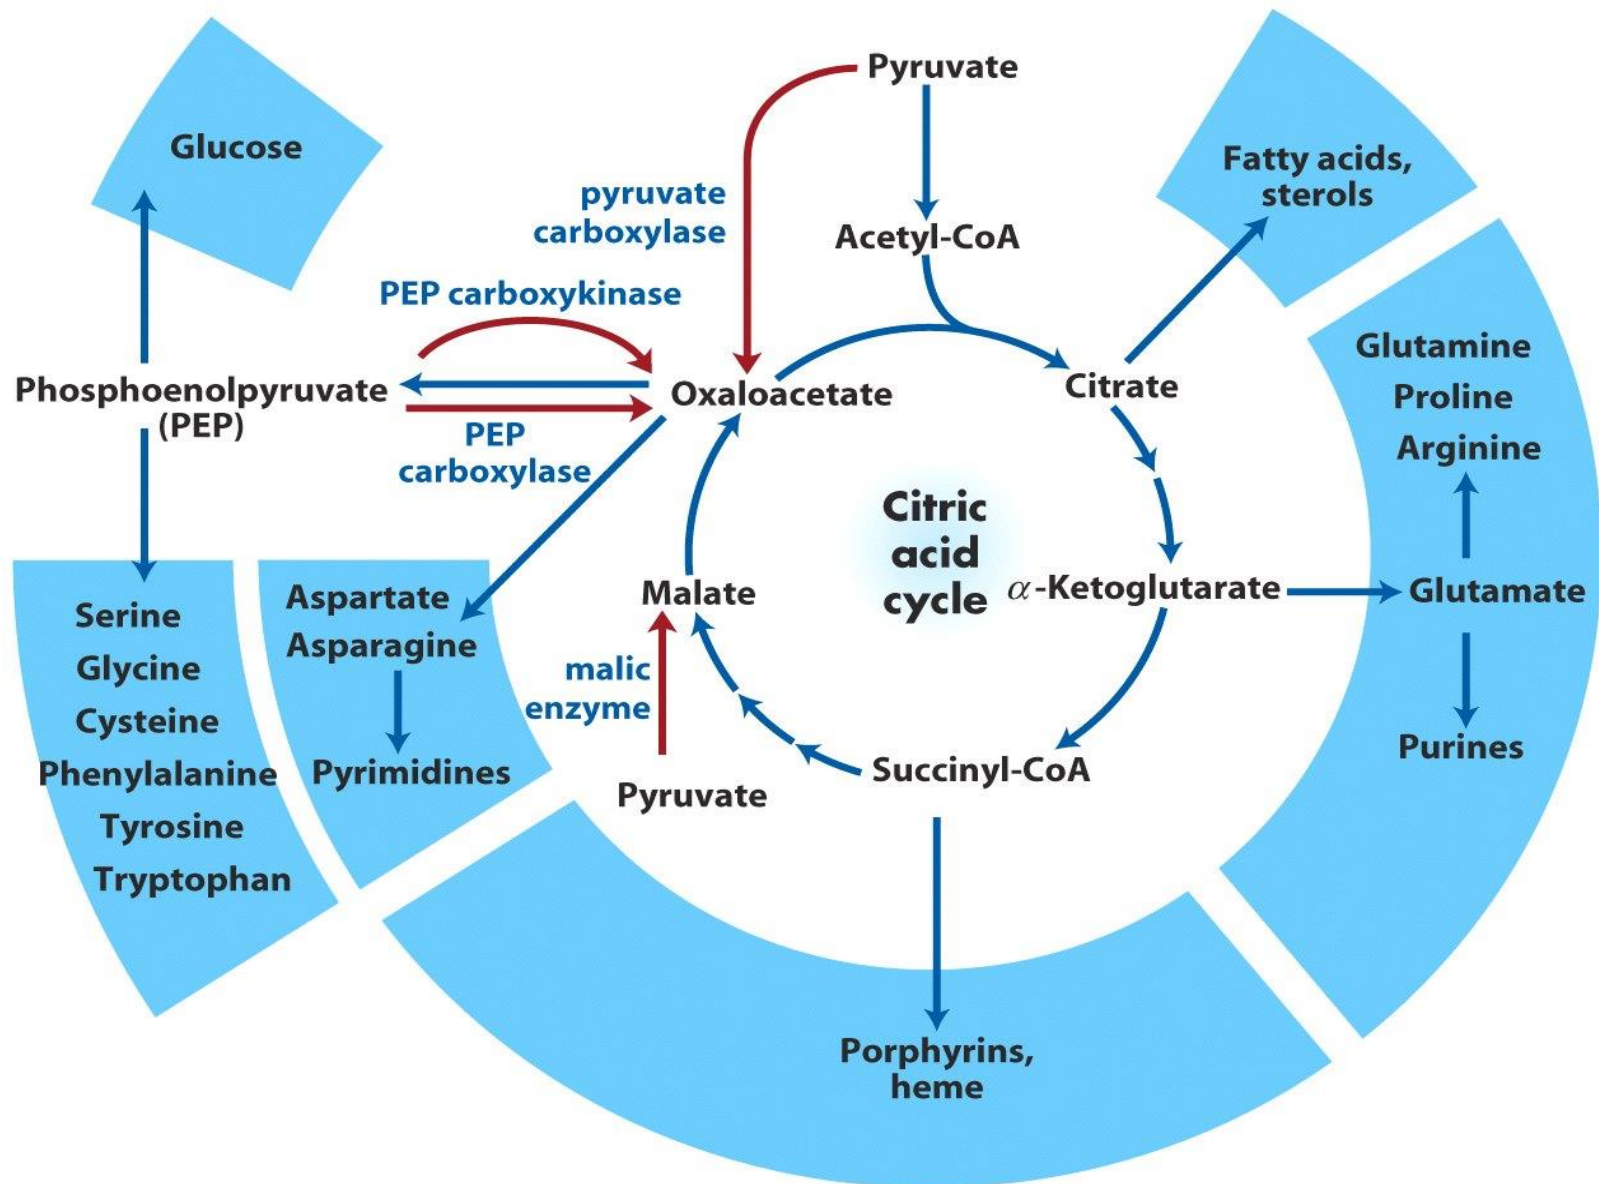 Pyruvate
Glucose
Fatty acids,
sterols
pyruvate
carboxylase
Acetyl-CoA
PEP carboxykinase
Phosphoenolpyruvate
(PEP)
Oxaloacetate
Citrate
PEP
carboxylase
Glutamine
Proline
Arginine
Citric
acid
cycle
Malate
α-Ketoglutarate
Glutamate
Aspartate
Asparagine
Serine
Glycine
Cysteine
Phenylalanine
Tyrosine
Tryptophan
malic
enzyme
Pyrimidines
Pyruvate
Succinyl-CoA
Purines
Porphyrins,
heme